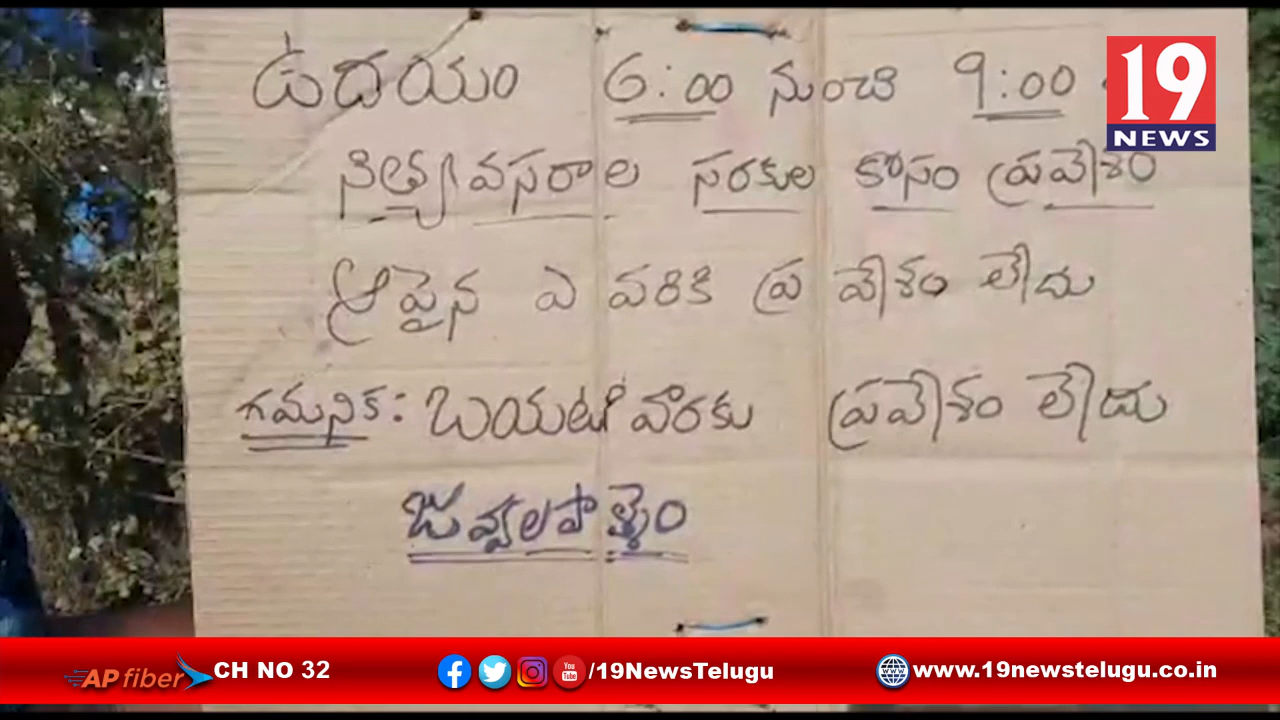 ఉదయం 6:00 నుంచి 9:00
19
NEWS
నిత్యవసరాల సరకుల కోసం ప్రవేశం
ఆపైన ఎవరికి ప్రవేశం లేదు
గమనిక: బయటి వారకు ప్రవేశం లేదు
జువ్వలపాళ్ళెం
AP fiber CH NO 32 /19NewsTelugu www.19newstelugu.co.in